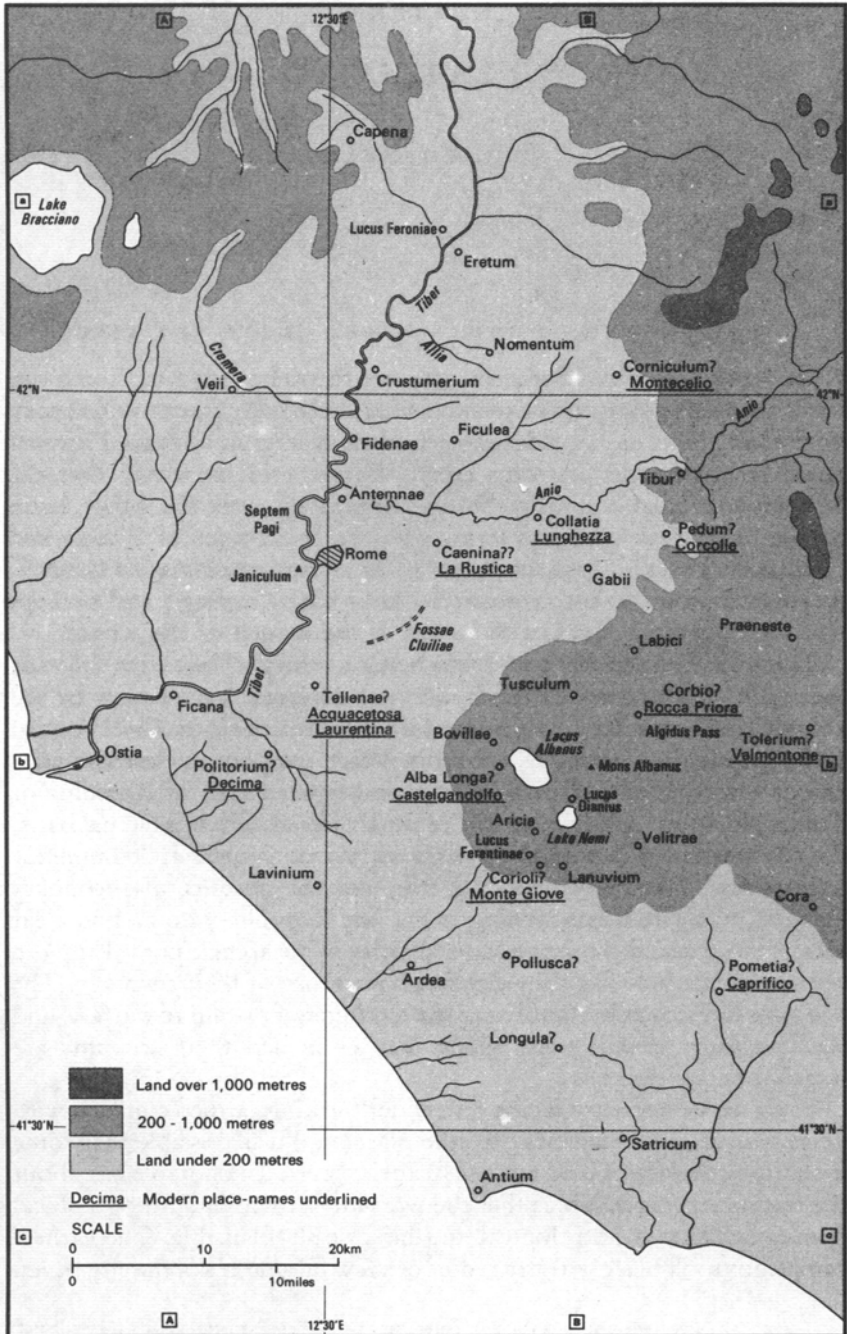 A
12°30'E
B
Capena
a
Lake
Bracciano
a
Lucus Feroniae
Eretum
Tiber
Allia
Nomentum
Cremera
Crustumerium
Corniculum?
Montecelio
42°N
Veii
Anio
42°N
Fidenae
Ficulea
Tibur
Antemnae
Anio
Septem
Pagi
Collatia
Lunghezza
Pedum?
Corcolle
Rome
Caenina??
La Rustica
Janiculum
Gabii
Fossae
Cluiliae
Praeneste
Labici
Tiber
Tellenae?
Acquacetosa
Laurentina
Tusculum
Corbio?
Rocca Priora
Ficana
Algidus Pass
Tolerium?
Valmontone
Bovillae
Lacus
Albanus
Ostia
b
Politorium?
Decima
Alba Longa?
Castelgandolfo
Mons Albanus
b
Lucus
Dianius
Aricia
Lake Nemi
Velitrae
Lucus
Ferentinae
Lavinium
Corioli?
Monte Giove
Lanuvium
Cora
Ardea
Pollusca?
Pometia?
Caprifico
Longula?
Land over 1,000 metres
200 - 1,000 metres
41°30'N
41°30'N
Land under 200 metres
Satricum
Decima Modern place-names underlined
Antium
SCALE
c
c
0 10 20km
0 10miles
A
12°30'E
B